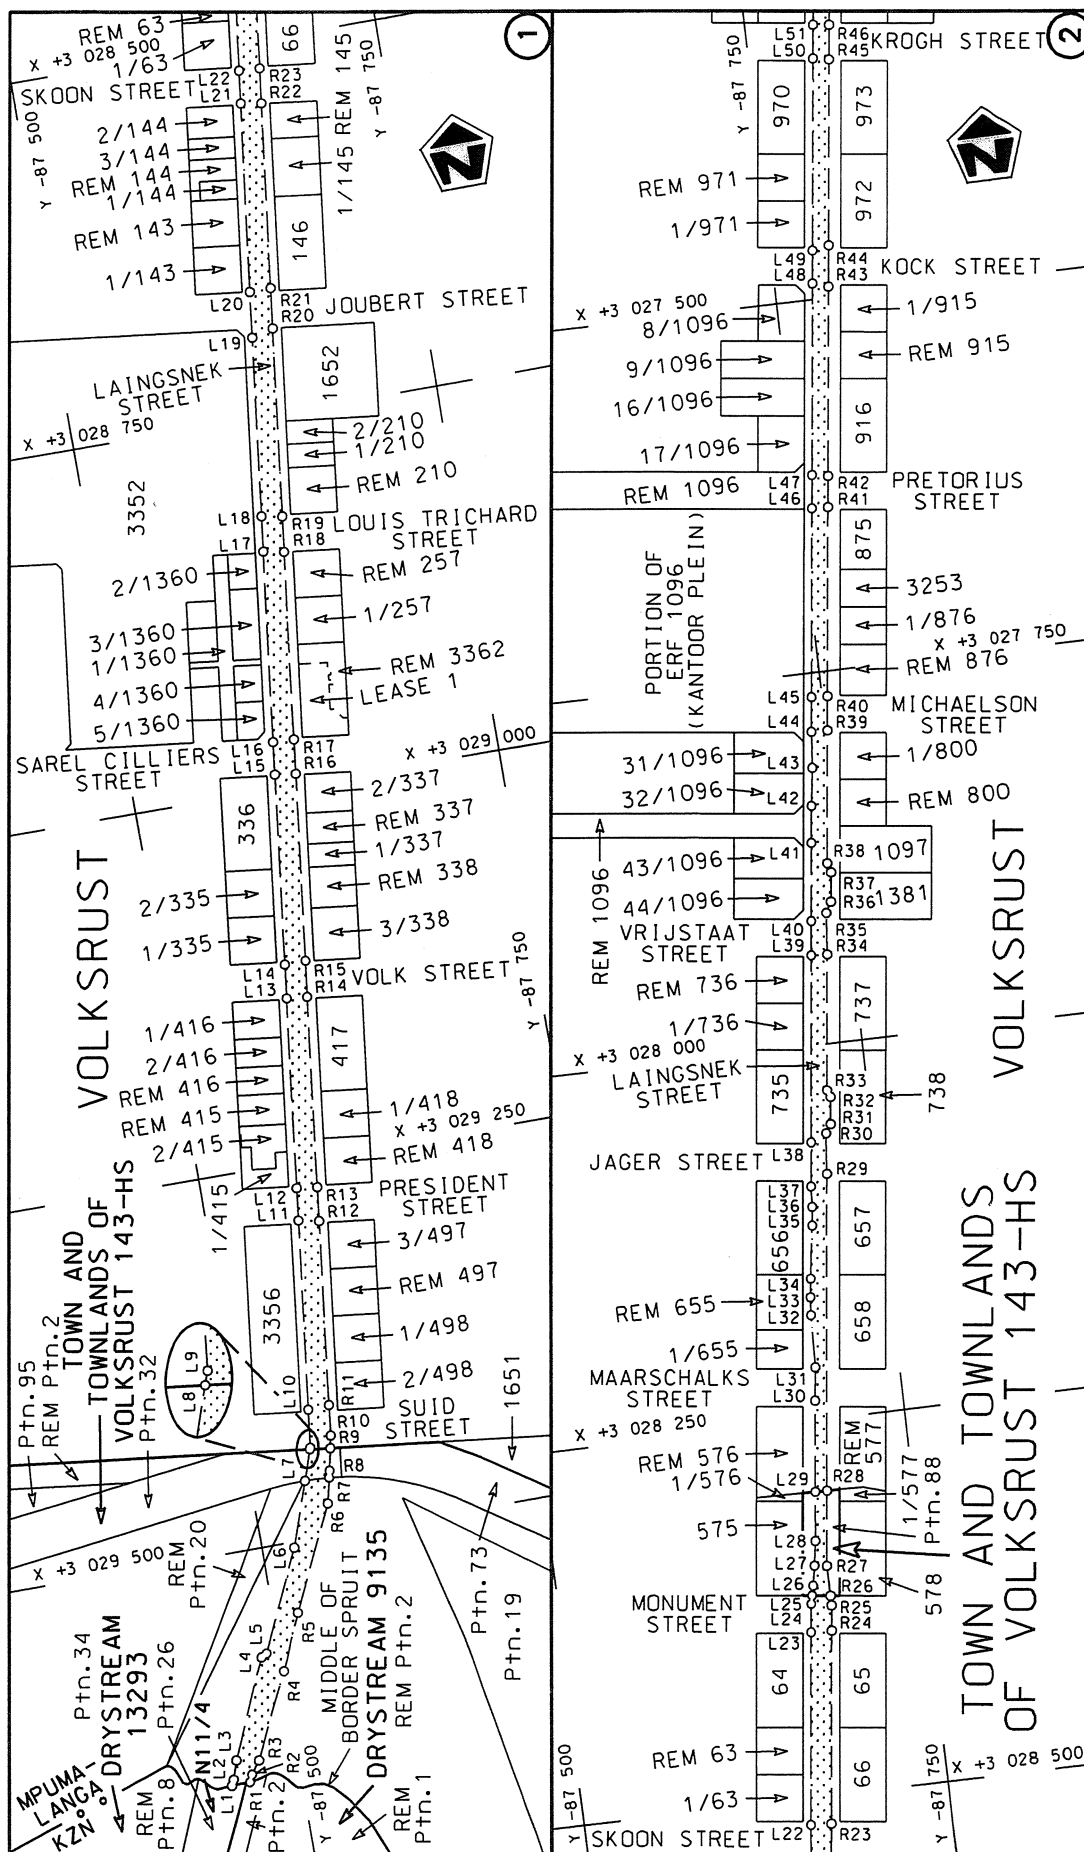 1
REM 63
X +3 028 500
1/63
66
SKOON STREET
L22
R23
L21
R22
REM 145
Y -87 750
Y -87 500
2/144
3/144
REM 144
1/144
REM 143
1/143
1/145
146
N
L20
R21
R20
JOUBERT STREET
L19
LAINGSNEK
STREET
1652
X +3 028 750
2/210
1/210
REM 210
3352
L18
R19
LOUIS TRICHARD
STREET
L17
R18
2/1360
REM 257
3/1360
1/257
1/1360
REM 3362
4/1360
LEASE 1
5/1360
SAREL CILLIERS
STREET
L16
R17
L15
R16
X +3 029 000
336
2/337
REM 337
1/337
REM 338
2/335
3/338
1/335
VOLKSRUST
L14
R15
VOLK STREET
L13
R14
Y -87 750
1/416
2/416
REM 416
REM 415
2/415
1/415
417
1/418
X +3 029 250
REM 418
L12
R13
PRESIDENT
STREET
L11
R12
3/497
REM 497
3356
1/498
2/498
SUID
STREET
Ptn.95
REM Ptn.2
TOWN AND
TOWNLANDS OF
VOLKSRUST 143-HS
Ptn.32
L8
L9
L10
R11
R10
R9
1651
L7
R8
R7
R6
X +3 029 500
REM
Ptn.20
L6
Ptn.73
Ptn.19
L5
L4
R5
R4
MIDDLE OF
BORDER SPRUIT
REM Ptn.2
DRYSTREAM 9135
Ptn.34
DRYSTREAM
13293
Ptn.26
N11/4
MPUMA-
LANGA
KZN
REM
Ptn.8
L3
L2
L1
R3
R2
R1
Ptn.2
Y -87 500
REM
Ptn.1
2
L51
R46
L50
R45
KROGH STREET
Y -87 750
970
973
REM 971
1/971
972
N
L49
R44
L48
R43
KOCK STREET
X +3 027 500
8/1096
9/1096
16/1096
17/1096
1/915
REM 915
916
REM 1096
L47
R42
L46
R41
PRETORIUS
STREET
PORTION OF
ERF 1096
(KANTOOR PLEIN)
875
3253
1/876
X +3 027 750
REM 876
L45
R40
L44
R39
MICHAELSON
STREET
31/1096
L43
1/800
32/1096
L42
REM 800
REM 1096
43/1096
L41
R38
1097
44/1096
R37
R36
1381
VRIJSTAAT
STREET
L40
R35
L39
R34
VOLKSRUST
REM 736
1/736
737
X +3 028 000
LAINGSNEK
STREET
735
R33
R32
R31
R30
738
JAGER STREET
L38
R29
L37
L36
L35
656
657
L34
L33
L32
REM 655
1/655
658
MAARSCHALKS
STREET
L31
L30
X +3 028 250
REM 576
1/576
REM
577
L29
R28
1/577
Ptn.88
575
L28
L27
R27
L26
R26
578
MONUMENT
STREET
L25
R25
L24
R24
L23
64
65
TOWN AND TOWNLANDS
OF VOLKSRUST 143-HS
REM 63
1/63
66
Y -87 500
Y -87 750
X +3 028 500
SKOON STREET
L22
R23